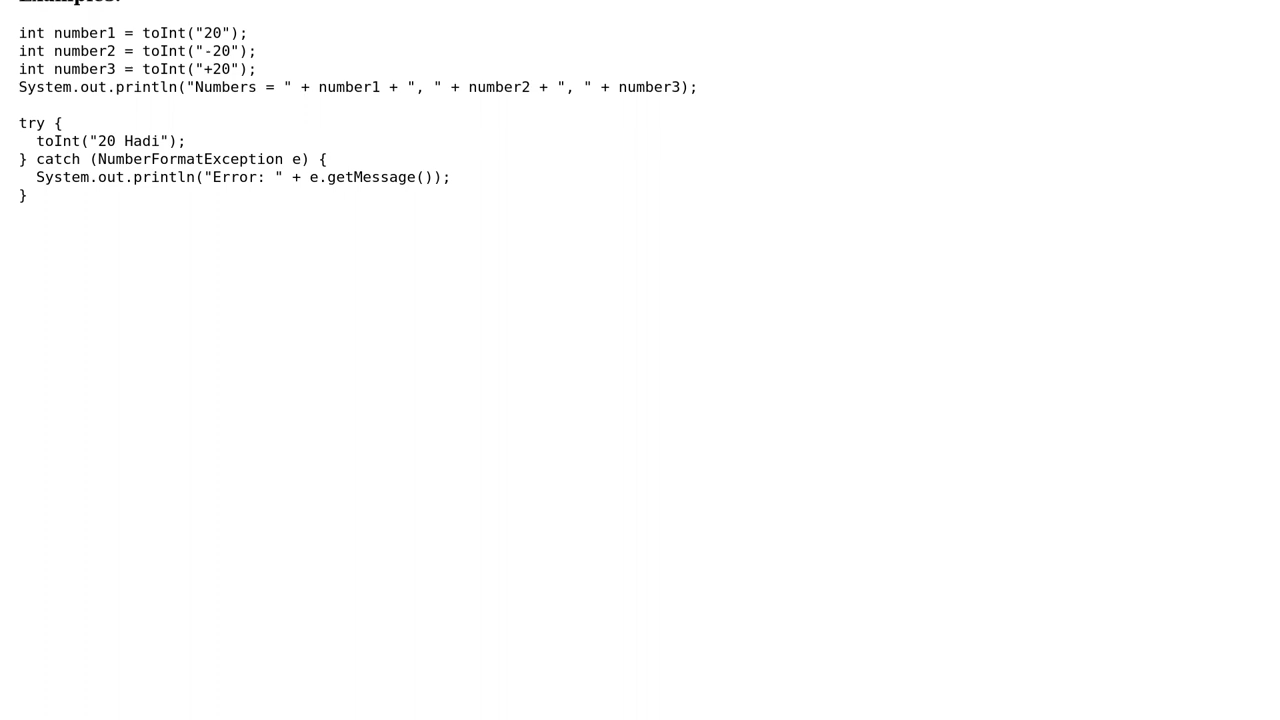 Examples:
int number1 = toInt("20");
int number2 = toInt("-20");
int number3 = toInt("+20");
System.out.println("Numbers = " + number1 + ", " + number2 + ", " + number3);
try {
  toInt("20 Hadi");
} catch (NumberFormatException e) {
  System.out.println("Error: " + e.getMessage());
}